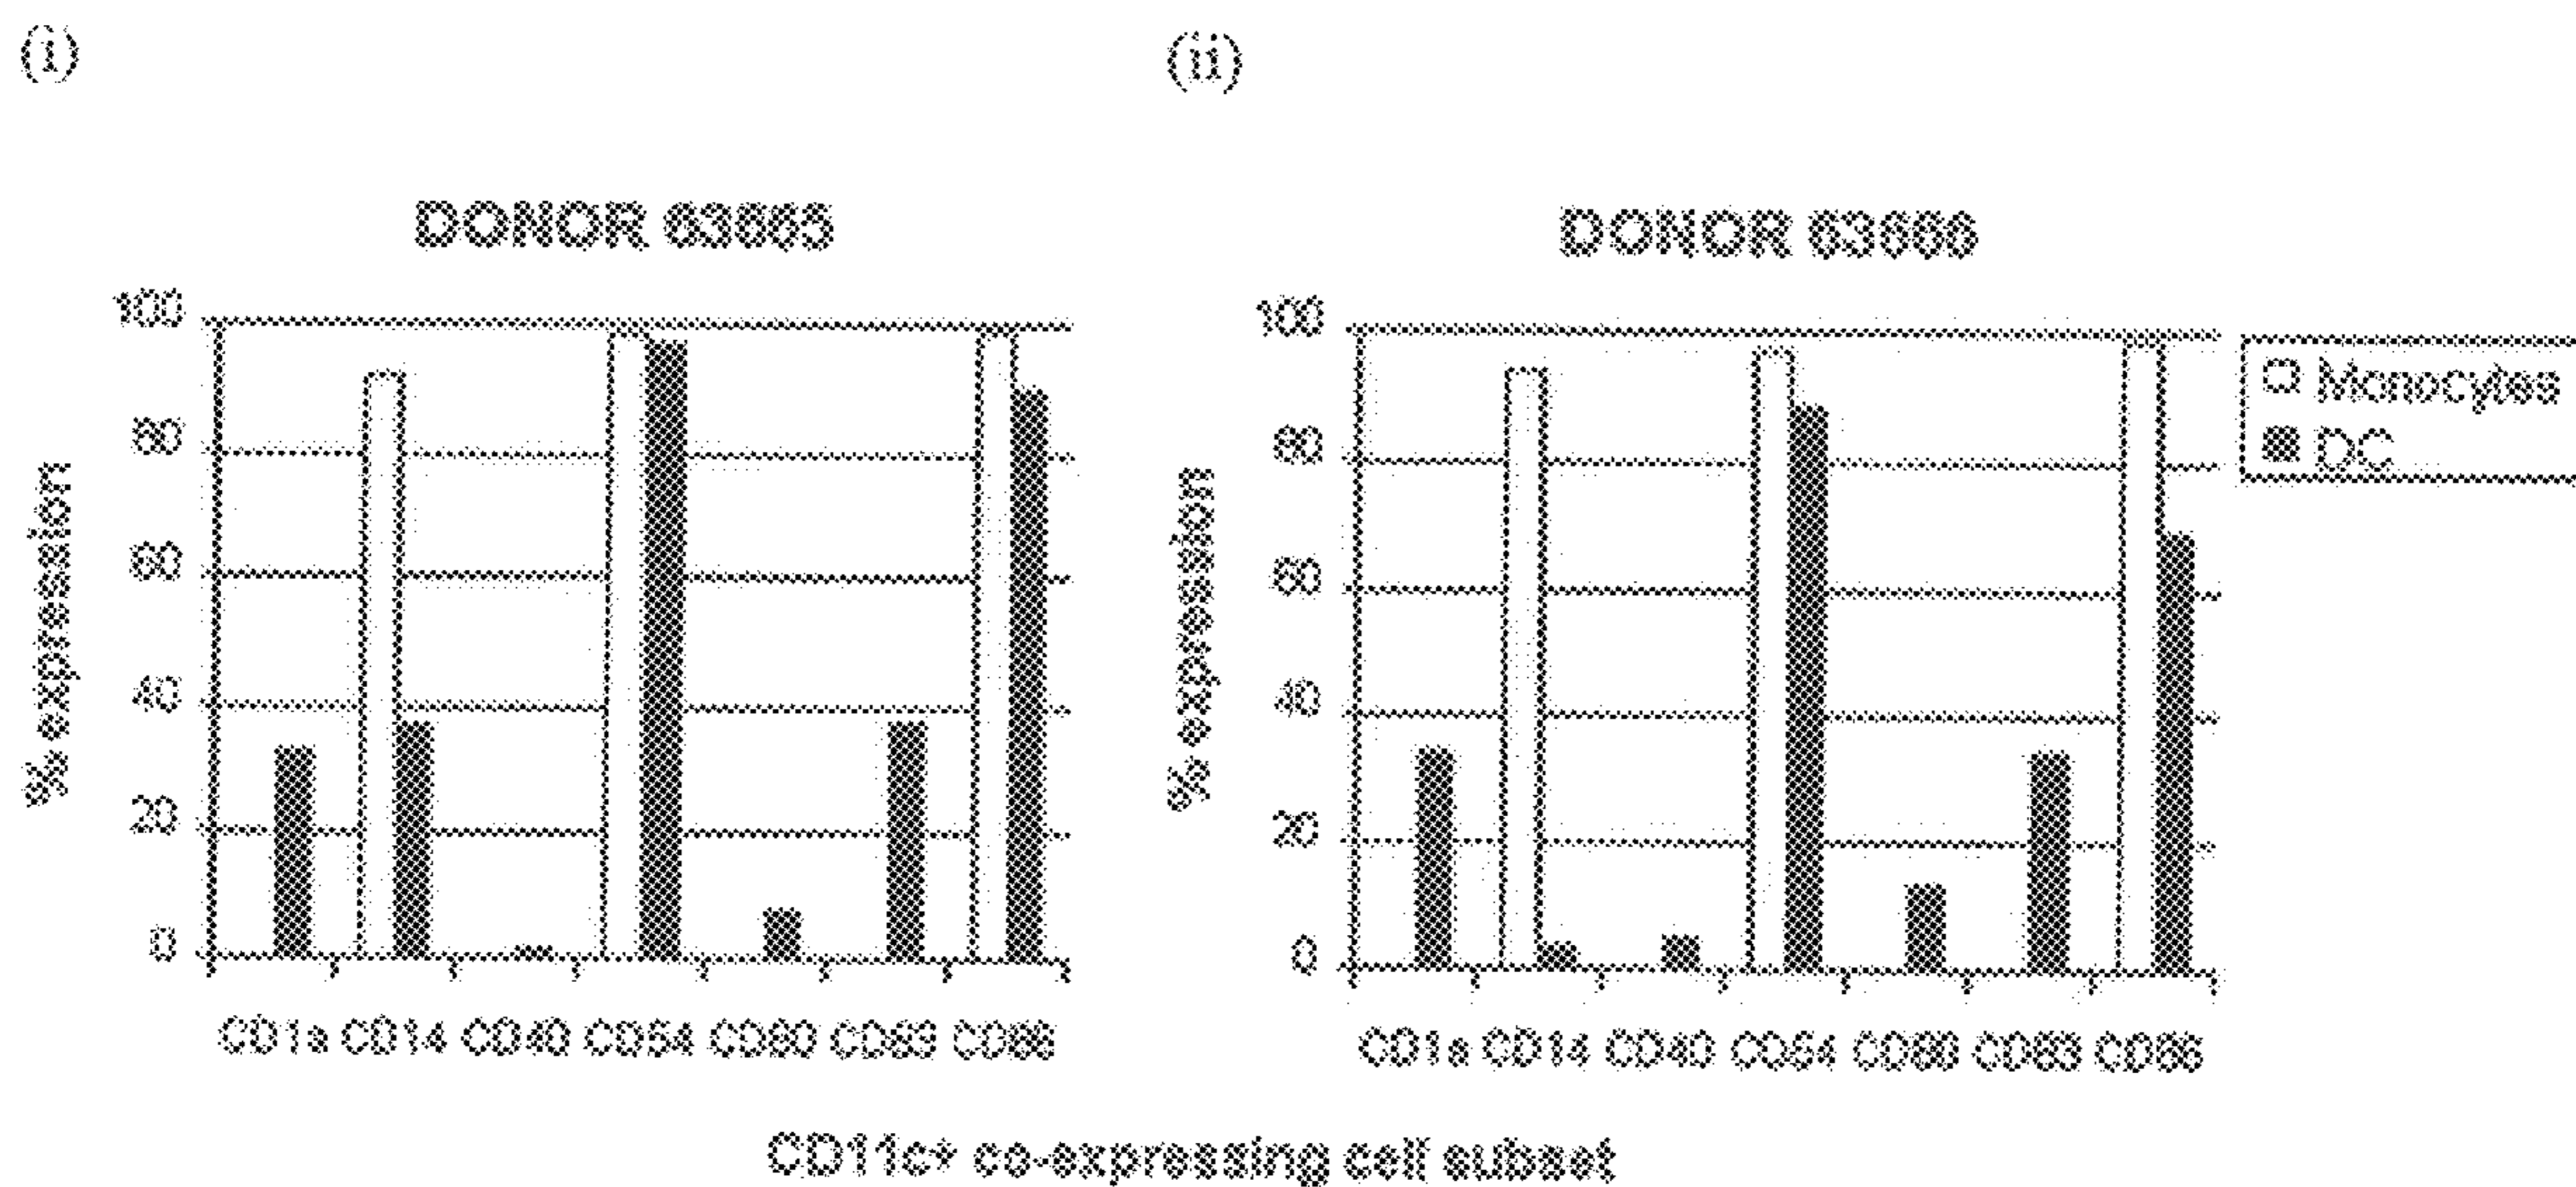 (i)
DONOR 63665
100
80
60
40
20
0
% expression
CD1a CD14 CD40 CD54 CD80 CD83 CD86
(ii)
DONOR 63666
100
80
60
40
20
0
% expression
CD1a CD14 CD40 CD54 CD80 CD83 CD86
Monocytes
DC
CD11c+ co-expressing cell subset